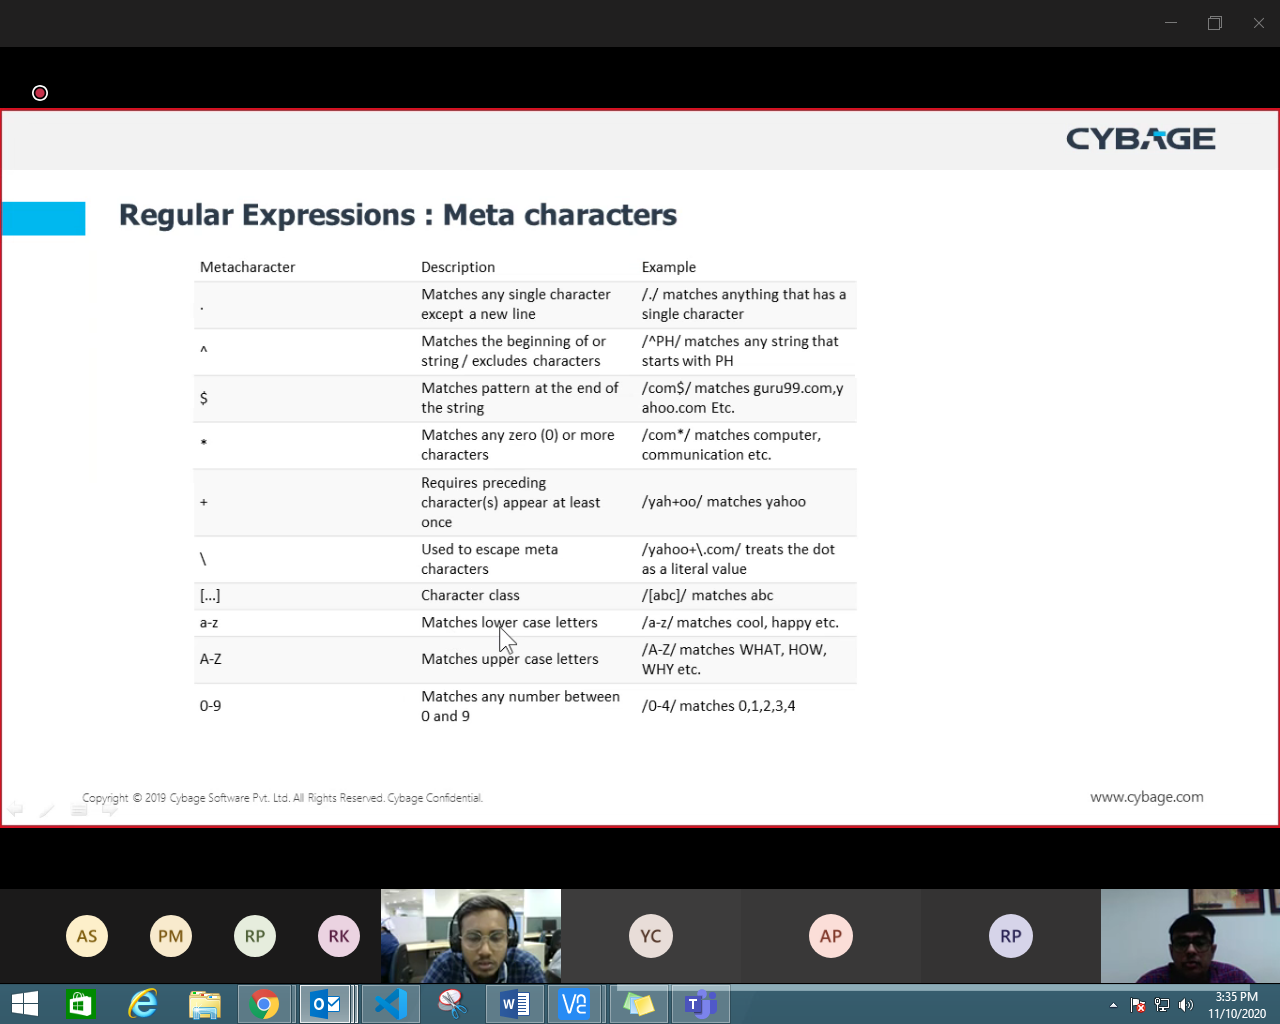 CYBAGE
Regular Expressions : Meta characters
Metacharacter Description Example
. Matches any single character /./ matches anything that has a
except a new line single character
^ Matches the beginning of or /^PH/ matches any string that
string / excludes characters starts with PH
$ Matches pattern at the end of /com$/ matches guru99.com,y
the string ahoo.com Etc.
* Matches any zero (0) or more /com*/ matches computer,
characters communication etc.
Requires preceding
+ character(s) appear at least /yah+oo/ matches yahoo
once
\ Used to escape meta /yahoo+\.com/ treats the dot
characters as a literal value
[...] Character class /[abc]/ matches abc
a-z Matches lower case letters /a-z/ matches cool, happy etc.
A-Z Matches upper case letters /A-Z/ matches WHAT, HOW,
WHY etc.
0-9 Matches any number between /0-4/ matches 0,1,2,3,4
0 and 9
Copyright © 2019 Cybage Software Pvt. Ltd. All Rights Reserved. Cybage Confidential.
www.cybage.com
AS PM RP RK YC AP RP
3:35 PM
11/10/2020